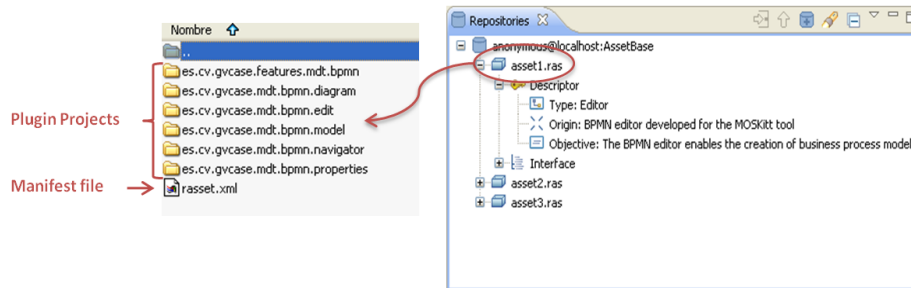 Nombre
..
es.cv.gvcase.features.mdt.bpmn
es.cv.gvcase.mdt.bpmn.diagram
es.cv.gvcase.mdt.bpmn.edit
es.cv.gvcase.mdt.bpmn.model
es.cv.gvcase.mdt.bpmn.navigator
es.cv.gvcase.mdt.bpmn.properties
rasset.xml
Plugin Projects
Manifest file
Repositories
anonymous@localhost:AssetBase
asset1.ras
Descriptor
Type: Editor
Origin: BPMN editor developed for the MOSKitt tool
Objective: The BPMN editor enables the creation of business process model
Interface
asset2.ras
asset3.ras